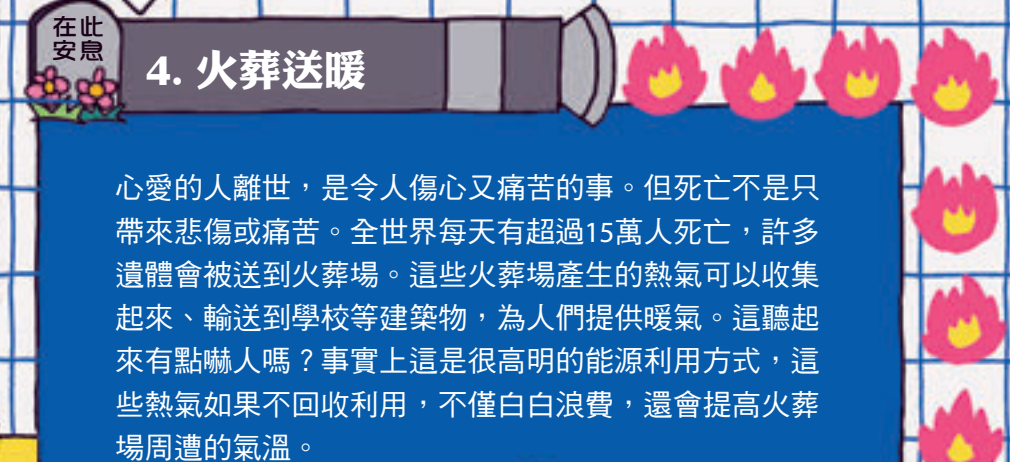 在此
安息
4. 火葬送暖
心愛的人離世，是令人傷心又痛苦的事。但死亡不是只
帶來悲傷或痛苦。全世界每天有超過15萬人死亡，許多
遺體會被送到火葬場。這些火葬場產生的熱氣可以收集
起來、輸送到學校等建築物，為人們提供暖氣。這聽起
來有點嚇人嗎？事實上這是很高明的能源利用方式，這
些熱氣如果不回收利用，不僅白白浪費，還會提高火葬
場周遭的氣溫。